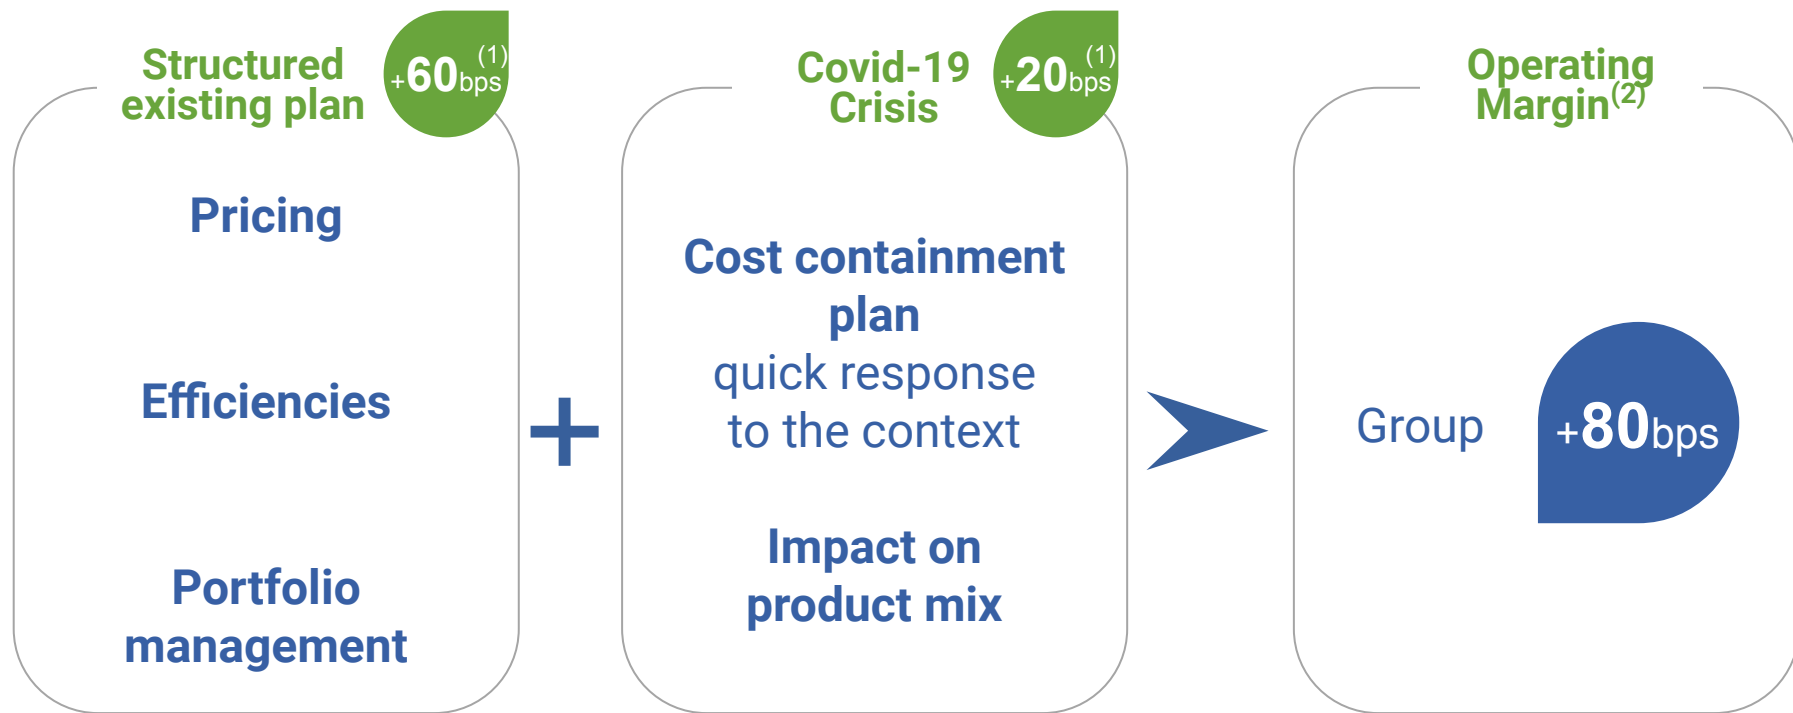 Structured
existing plan
+60bps(1)
Pricing
Efficiencies
Portfolio
management
+
Covid-19
Crisis
+20bps(1)
Cost containment
plan
quick response
to the context
Impact on
product mix
Operating
Margin(2)
Group
+80bps